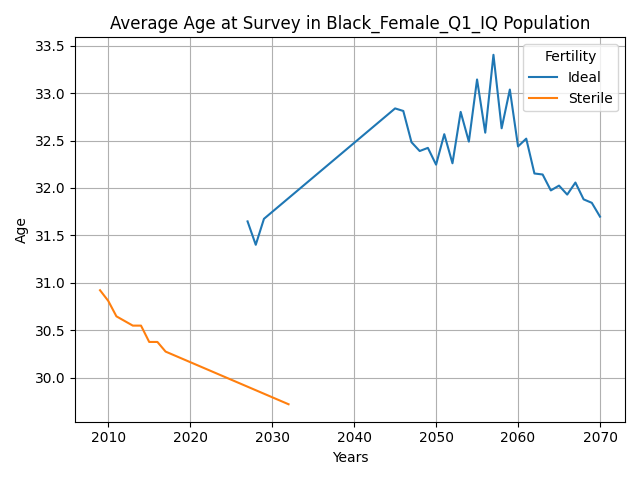 Average Age at Survey in Black_Female_Q1_IQ Population
Fertility
Ideal
Sterile
33.5
33.0
32.5
32.0
31.5
31.0
30.5
30.0
Age
2010 2020 2030 2040 2050 2060 2070
Years